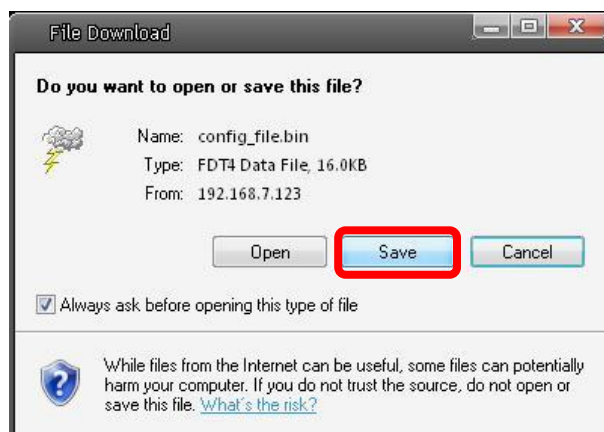 File Download
Do you want to open or save this file?
Name: config_file.bin
Type: FDT4 Data File, 16.0KB
From: 192.168.7.123
Open Save Cancel
Always ask before opening this type of file
While files from the Internet can be useful, some files can potentially
harm your computer. If you do not trust the source, do not open or
save this file. What's the risk?